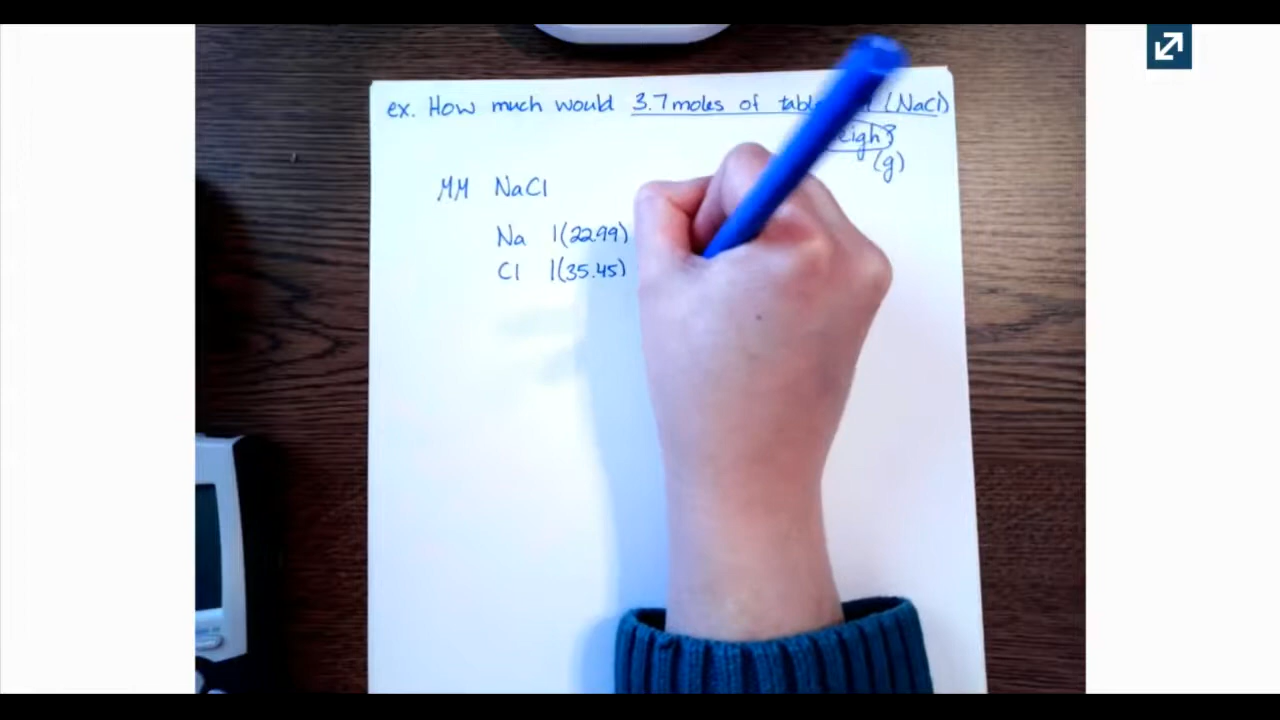 ex. How much would 3.7 moles of (NaCl)
(g)
MM NaCl
Na 1(22.99)
Cl 1(35.45)